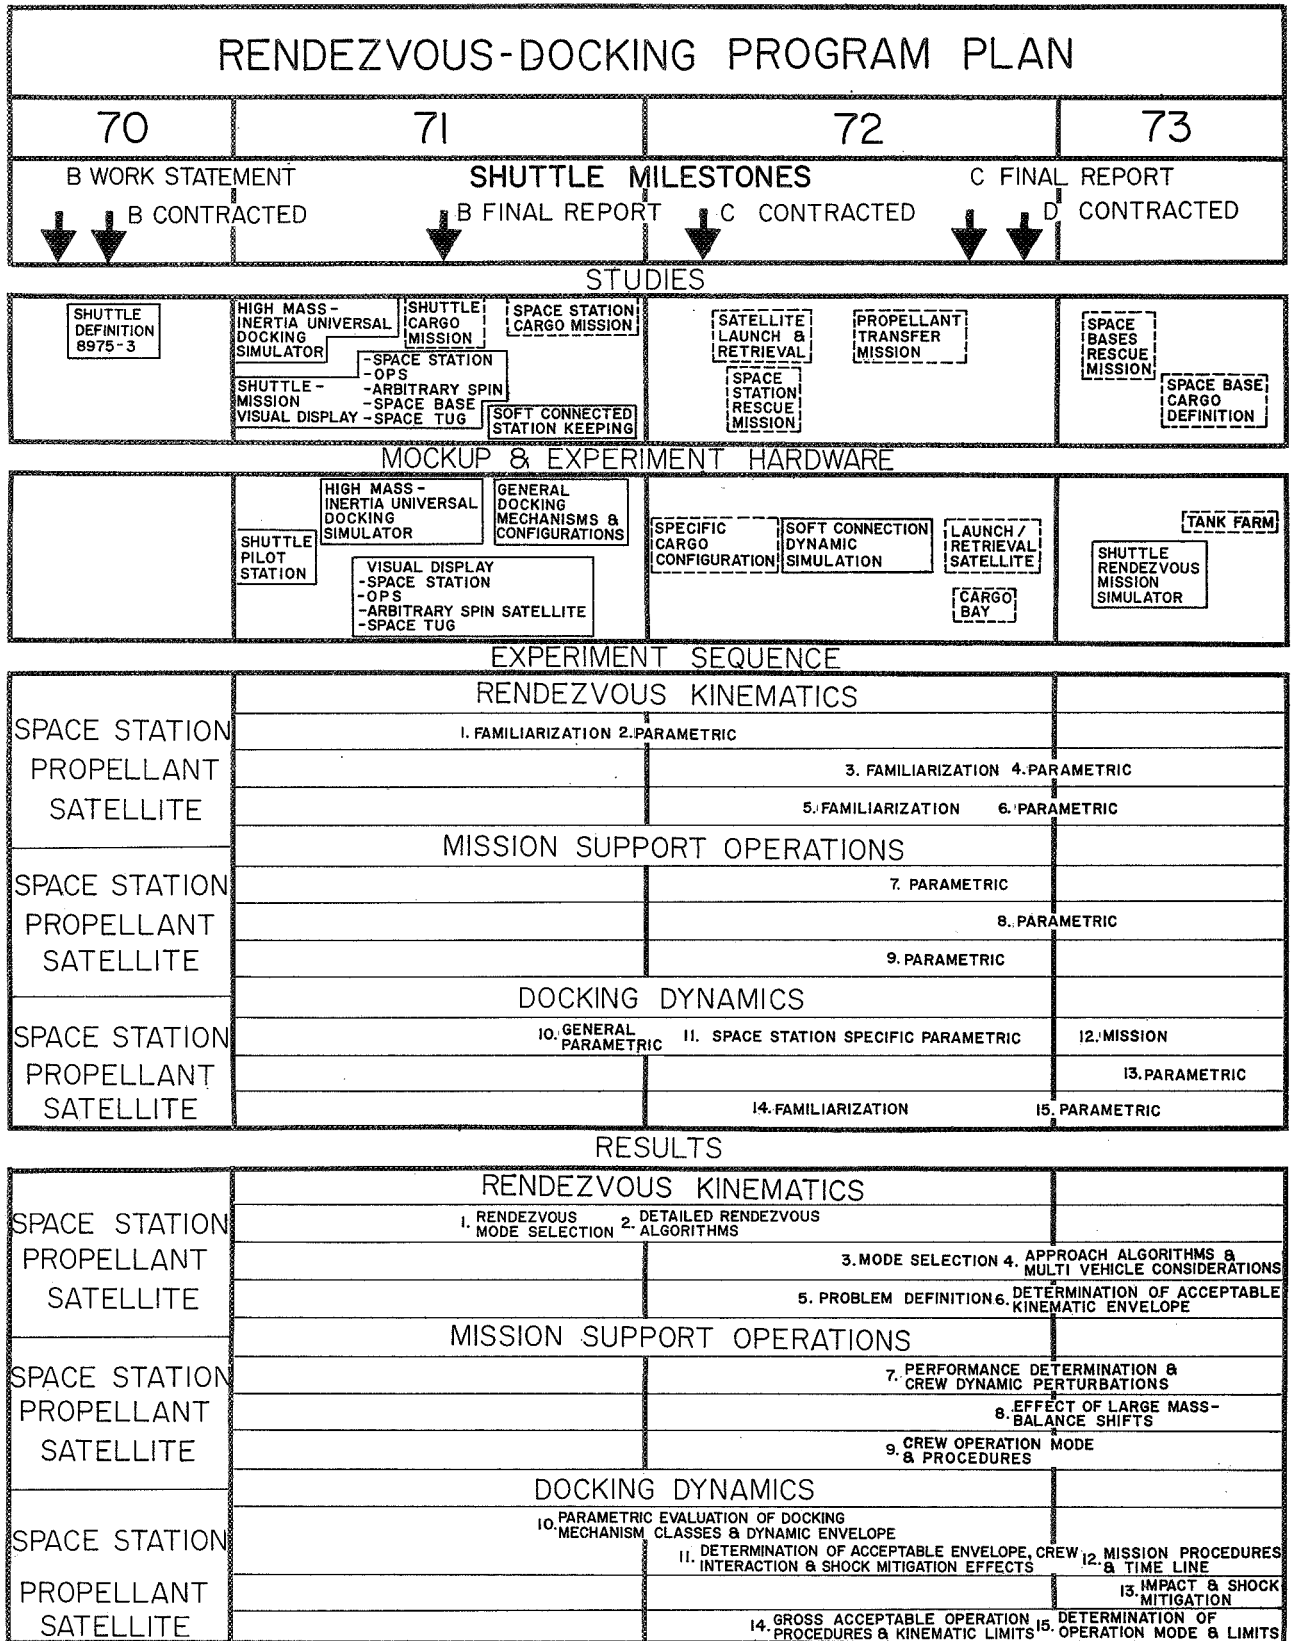 RENDEZVOUS-DOCKING PROGRAM PLAN
70 71 72 73
B WORK STATEMENT SHUTTLE MILESTONES C FINAL REPORT
B CONTRACTED B FINAL REPORT C CONTRACTED D CONTRACTED
STUDIES
SHUTTLE
DEFINITION
8975-3
HIGH MASS-
INERTIA UNIVERSAL
DOCKING
SIMULATOR
SHUTTLE
CARGO
MISSION
SPACE STATION
CARGO MISSION
SHUTTLE-
MISSION
VISUAL DISPLAY
-SPACE STATION
-OPS
-ARBITRARY SPIN
-SPACE BASE
-SPACE TUG
SOFT CONNECTED
STATION KEEPING
SATELLITE
LAUNCH &
RETRIEVAL
SPACE
STATION
RESCUE
MISSION
PROPELLANT
TRANSFER
MISSION
SPACE
BASES
RESCUE
MISSION
SPACE BASE
CARGO
DEFINITION
MOCKUP & EXPERIMENT HARDWARE
SHUTTLE
PILOT
STATION
HIGH MASS-
INERTIA UNIVERSAL
DOCKING
SIMULATOR
GENERAL
DOCKING
MECHANISMS &
CONFIGURATIONS
VISUAL DISPLAY
-SPACE STATION
-OPS
-ARBITRARY SPIN SATELLITE
-SPACE TUG
SPECIFIC
CARGO
CONFIGURATION
SOFT CONNECTION
DYNAMIC
SIMULATION
LAUNCH/
RETRIEVAL
SATELLITE
CARGO
BAY
SHUTTLE
RENDEZVOUS
MISSION
SIMULATOR
TANK FARM
EXPERIMENT SEQUENCE
RENDEZVOUS KINEMATICS
SPACE STATION 1. FAMILIARIZATION 2. PARAMETRIC
PROPELLANT 3. FAMILIARIZATION 4. PARAMETRIC
SATELLITE 5. FAMILIARIZATION 6. PARAMETRIC
MISSION SUPPORT OPERATIONS
SPACE STATION 7. PARAMETRIC
PROPELLANT 8. PARAMETRIC
SATELLITE 9. PARAMETRIC
DOCKING DYNAMICS
SPACE STATION 10. GENERAL
PARAMETRIC
11. SPACE STATION SPECIFIC PARAMETRIC 12. MISSION
PROPELLANT 13. PARAMETRIC
SATELLITE 14. FAMILIARIZATION 15. PARAMETRIC
RESULTS
RENDEZVOUS KINEMATICS
SPACE STATION 1. RENDEZVOUS
MODE SELECTION
2. DETAILED RENDEZVOUS
ALGORITHMS
PROPELLANT 3. MODE SELECTION 4. APPROACH ALGORITHMS &
MULTI VEHICLE CONSIDERATIONS
SATELLITE 5. PROBLEM DEFINITION 6. DETERMINATION OF ACCEPTABLE
KINEMATIC ENVELOPE
MISSION SUPPORT OPERATIONS
SPACE STATION 7. PERFORMANCE DETERMINATION &
CREW DYNAMIC PERTURBATIONS
PROPELLANT 8. EFFECT OF LARGE MASS-
BALANCE SHIFTS
SATELLITE 9. CREW OPERATION MODE
& PROCEDURES
DOCKING DYNAMICS
SPACE STATION 10. PARAMETRIC EVALUATION OF DOCKING
MECHANISM CLASSES & DYNAMIC ENVELOPE
11. DETERMINATION OF ACCEPTABLE ENVELOPE, CREW
INTERACTION & SHOCK MITIGATION EFFECTS
12. MISSION PROCEDURES
& TIME LINE
PROPELLANT 13. IMPACT & SHOCK
MITIGATION
SATELLITE 14. GROSS ACCEPTABLE OPERATION
PROCEDURES & KINEMATIC LIMITS
15. DETERMINATION OF
OPERATION MODE & LIMITS